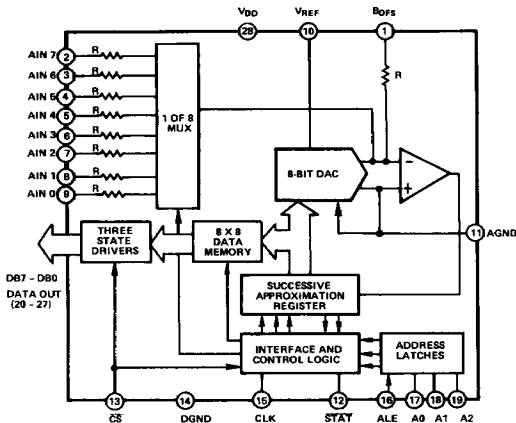 VDD VREF BOFS
28 10 1
AIN 7 2 R
AIN 6 3 R
AIN 5 4 R
AIN 4 5 R
AIN 3 6 R
AIN 2 7 R
AIN 1 8 R
AIN 0 9 R
1 OF 8
MUX
R
8-BIT DAC
−
+
11 AGND
THREE
STATE
DRIVERS
8 X 8
DATA
MEMORY
DB7 – DB0
DATA OUT
(20 – 27)
SUCCESSIVE
APPROXIMATION
REGISTER
INTERFACE AND
CONTROL LOGIC
ADDRESS
LATCHES
13 14 15 12 16 17 18 19
CS DGND CLK STAT ALE A0 A1 A2